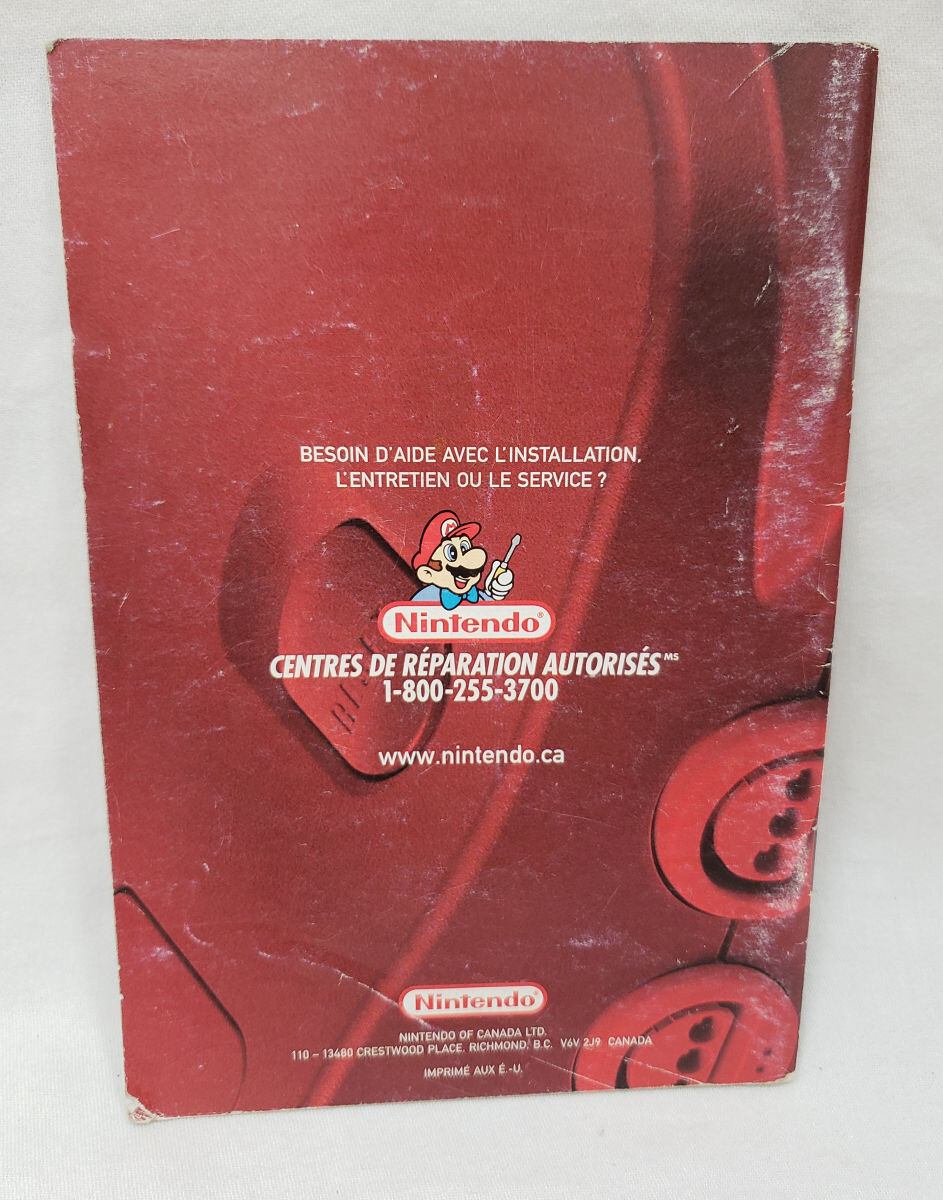 BESOIN D'AIDE AVEC L'INSTALLATION,
L'ENTRETIEN OU LE SERVICE ?
M
Nintendo®
CENTRES DE RÉPARATION AUTORISÉS MS
1-800-255-3700
www.nintendo.ca
Nintendo®
NINTENDO OF CANADA LTD.
110 – 13480 CRESTWOOD PLACE, RICHMOND, B.C. V6V 2J9 CANADA
IMPRIMÉ AUX É.-U.